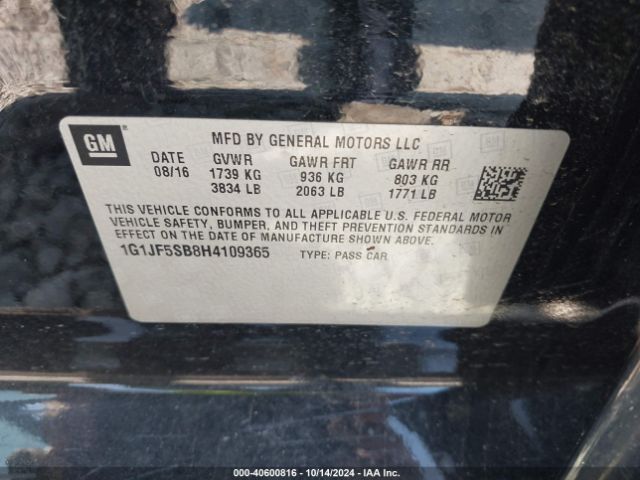 GM
MFD BY GENERAL MOTORS LLC
DATE GVWR GAWR FRT GAWR RR
08/16 1739 KG 936 KG 803 KG
3834 LB 2063 LB 1771 LB
THIS VEHICLE CONFORMS TO ALL APPLICABLE U.S. FEDERAL MOTOR
VEHICLE SAFETY, BUMPER, AND THEFT PREVENTION STANDARDS IN
EFFECT ON THE DATE OF MANUFACTURE SHOWN ABOVE.
1G1JF5SB8H4109365 TYPE: PASS CAR
000-40600816 - 10/14/2024 - IAA Inc.